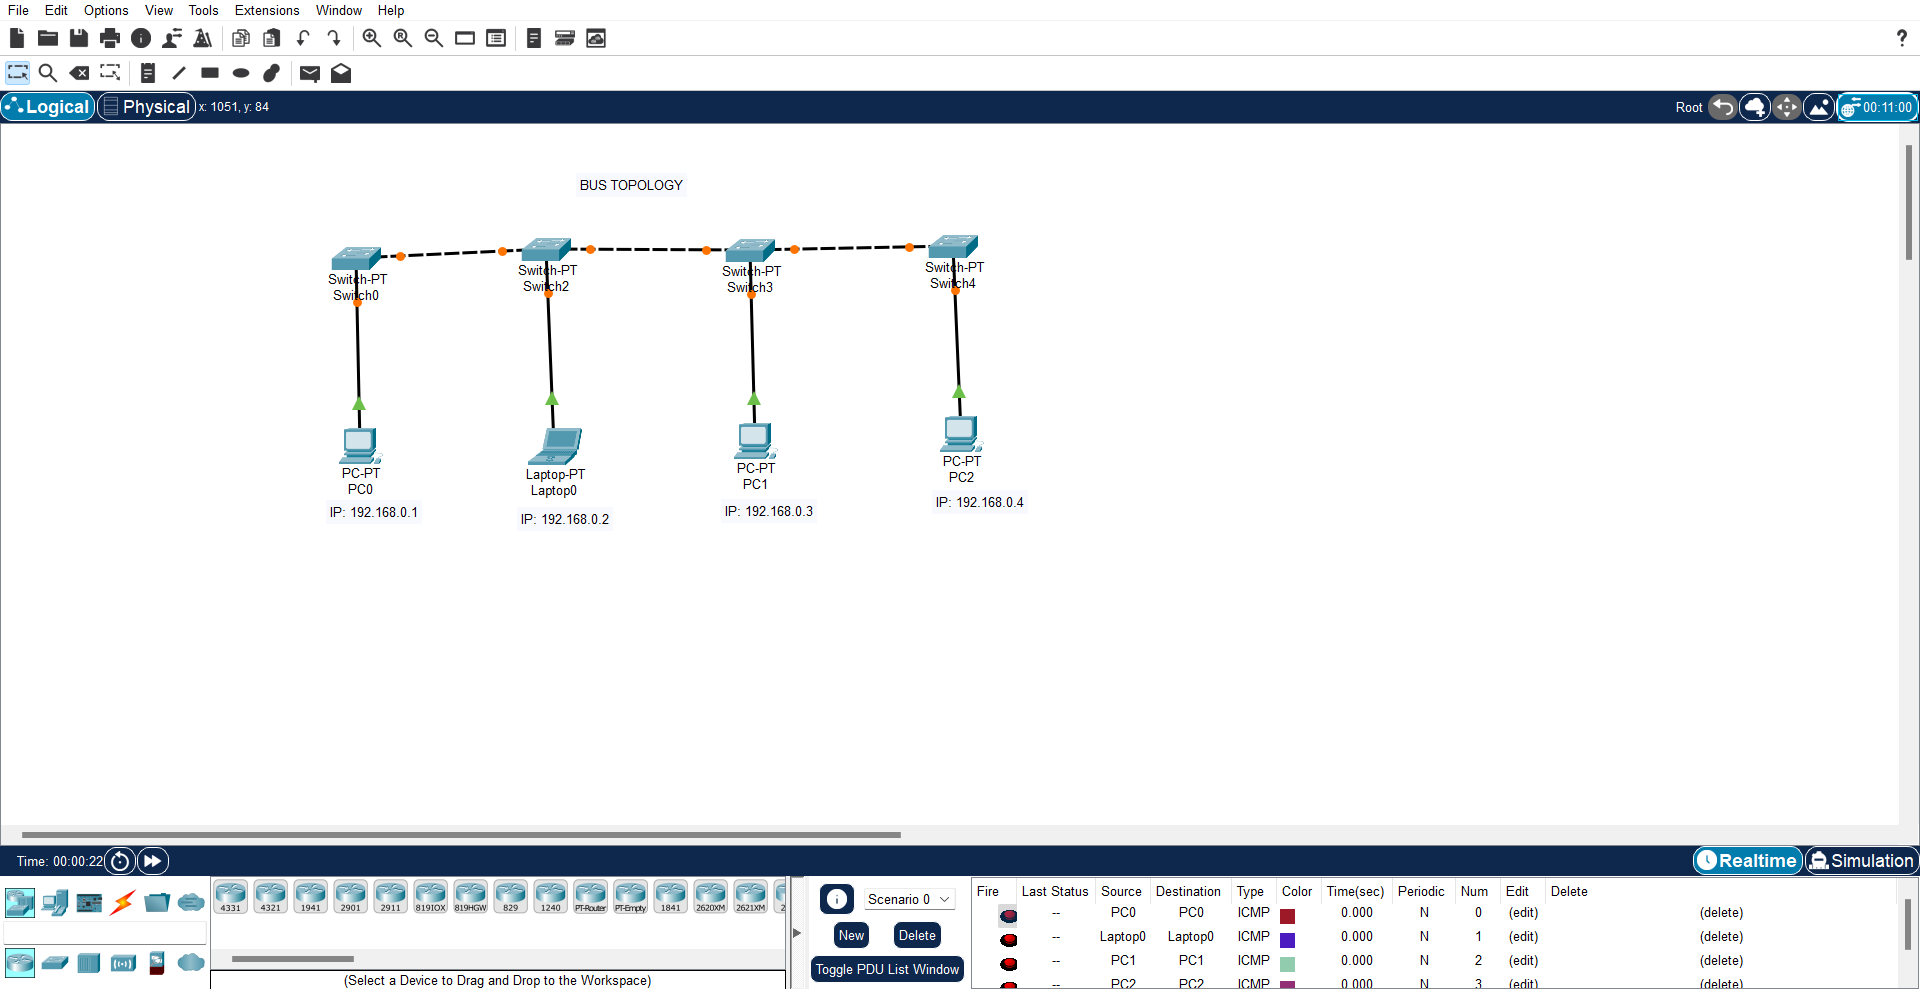 File Edit Options View Tools Extensions Window Help
?
Logical Physical x: 1051, y: 84 Root 00:11:00
BUS TOPOLOGY
Switch-PT Switch-PT Switch-PT Switch-PT
Switch0 Switch2 Switch3 Switch4
PC-PT Laptop-PT PC-PT PC-PT
PC0 Laptop0 PC1 PC2
IP: 192.168.0.1 IP: 192.168.0.2 IP: 192.168.0.3 IP: 192.168.0.4
Time: 00:00:22 Realtime Simulation
4331 4321 1941 2901 2911 819IOX 819HGW 829 1240 PT-Router PT-Empty 1841 2620XM 2621XM 2
(Select a Device to Drag and Drop to the Workspace)
Scenario 0
New Delete
Toggle PDU List Window
Fire Last Status Source Destination Type Color Time(sec) Periodic Num Edit Delete
-- PC0 PC0 ICMP 0.000 N 0 (edit) (delete)
-- Laptop0 Laptop0 ICMP 0.000 N 1 (edit) (delete)
-- PC1 PC1 ICMP 0.000 N 2 (edit) (delete)
-- PC2 PC2 ICMP 0.000 N 3 (edit) (delete)